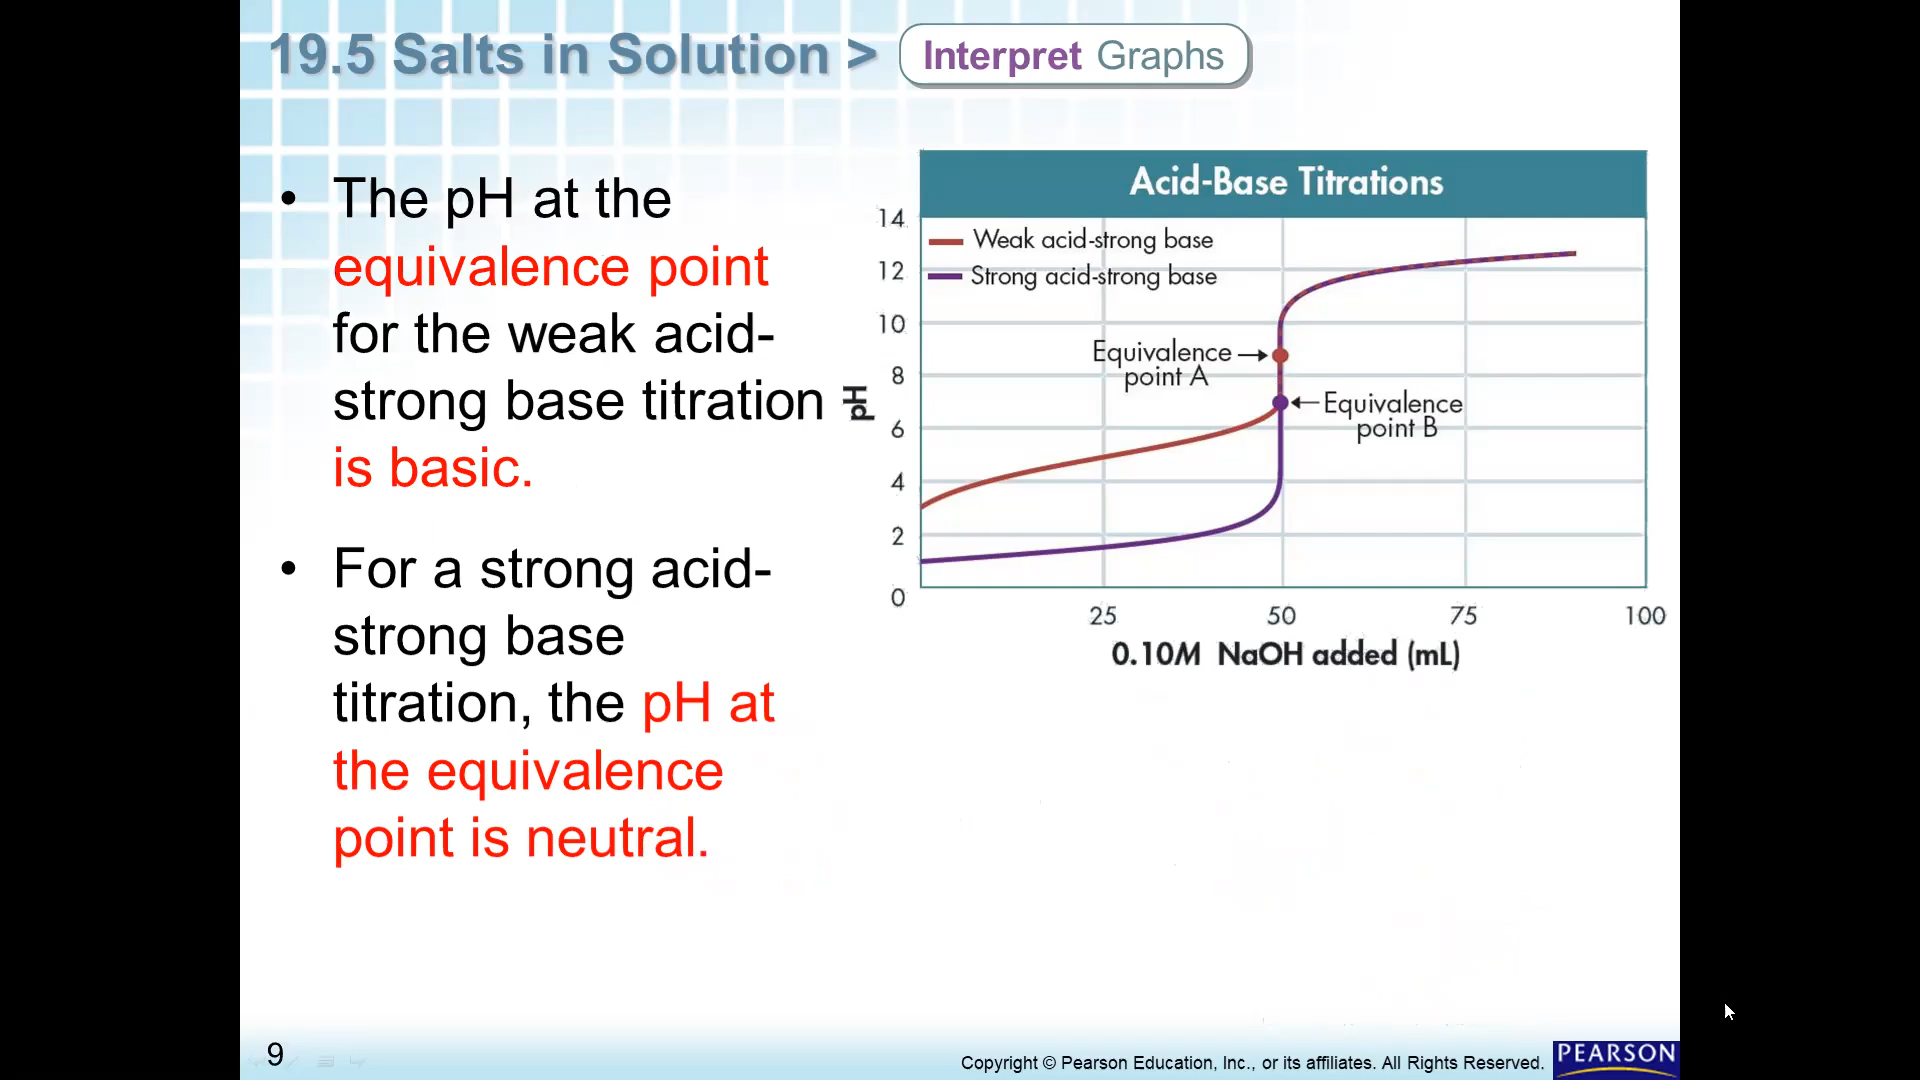 19.5 Salts in Solution > Interpret Graphs
• The pH at the
equivalence point
for the weak acid-
strong base titration
is basic.
• For a strong acid-
strong base
titration, the pH at
the equivalence
point is neutral.
Acid-Base Titrations
Weak acid-strong base
Strong acid-strong base
Equivalence
point A
Equivalence
point B
pH
14
12
10
8
6
4
2
0
25 50 75 100
0.10M NaOH added (mL)
9
Copyright © Pearson Education, Inc., or its affiliates. All Rights Reserved.
PEARSON